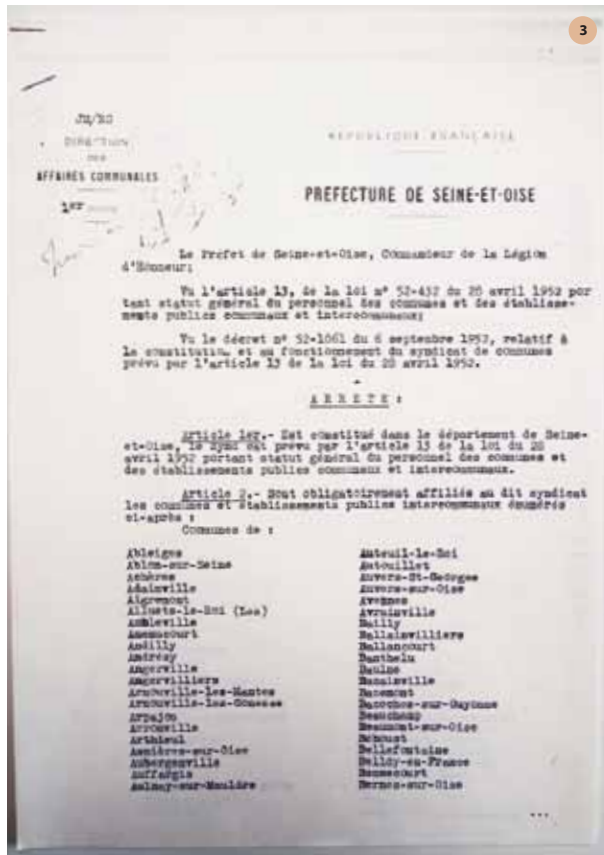 3
JM/
DIRECTION
DES
AFFAIRES COMMUNALES
1er
REPUBLIQUE FRANÇAISE
PREFECTURE DE SEINE-ET-OISE
Le Préfet de Seine-et-Oise, Commandeur de la Légion
d'Honneur;
Vu l'article 13, de la loi n° 52-432 du 28 avril 1952 por
tant statut général du personnel des communes et des établisse-
ments publics communaux et intercommunaux;
Vu le décret n° 52-1061 du 6 septembre 1952, relatif à
la constitution et au fonctionnement du syndicat de communes
prévu par l'article 13 de la loi du 28 avril 1952.
ARRETE :
Article 1er.- Est constitué dans le département de Seine-
et-Oise, le prévu par l'article 13 de la loi du 28
avril 1952 portant statut général du personnel des communes et
des établissements publics communaux et intercommunaux.
Article 2.- Sont obligatoirement affiliés au dit syndicat
les communes et établissements publics intercommunaux énumérés
ci-après :
Communes de :
Ableiges
Ablon-sur-Seine
Achères
Adainville
Aigremont
Alluets-le-Roi (Les)
Ambleville
Amenucourt
Andilly
Andrésy
Angerville
Angervilliers
Arnouville-les-Mantes
Arnouville-les-Gonesse
Arpajon
Arronville
Arthieul
Asnières-sur-Oise
Aubergenville
Auffargis
Aulnay-sur-Mauldre
Auteuil-le-Roi
Autouillet
Auvers-St-Georges
Auvers-sur-Oise
Avernes
Avrainville
Bailly
Ballainvilliers
Ballancourt
Banthelu
Baulne
Bazainville
Bazemont
Bazoches-sur-Guyonne
Beauchamp
Beaumont-sur-Oise
Béhoust
Bellefontaine
Belloy-en-France
Bennecourt
Bernes-sur-Oise
...